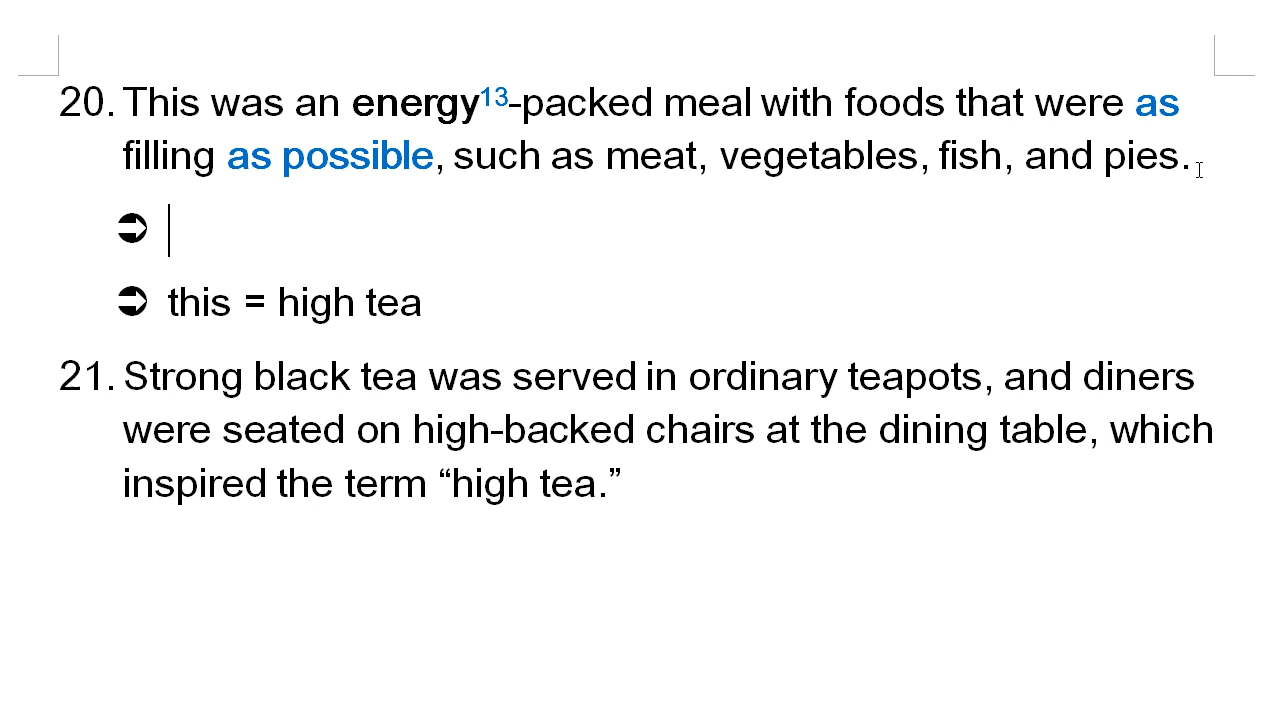 20. This was an energy13-packed meal with foods that were as
filling as possible, such as meat, vegetables, fish, and pies.
➲
➲ this = high tea
21. Strong black tea was served in ordinary teapots, and diners
were seated on high-backed chairs at the dining table, which
inspired the term “high tea.”